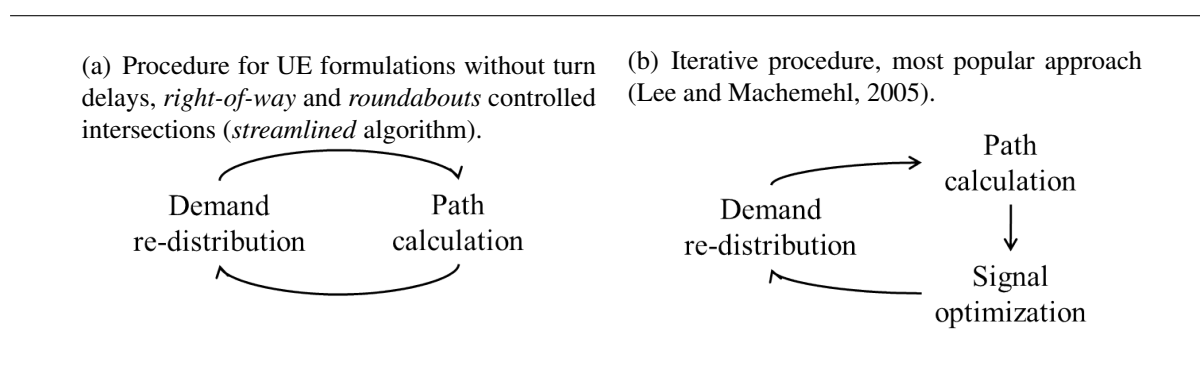 (a) Procedure for UE formulations without turn
delays, right-of-way and roundabouts controlled
intersections (streamlined algorithm).
Demand
re-distribution
Path
calculation
(b) Iterative procedure, most popular approach
(Lee and Machemehl, 2005).
Demand
re-distribution
Path
calculation
Signal
optimization